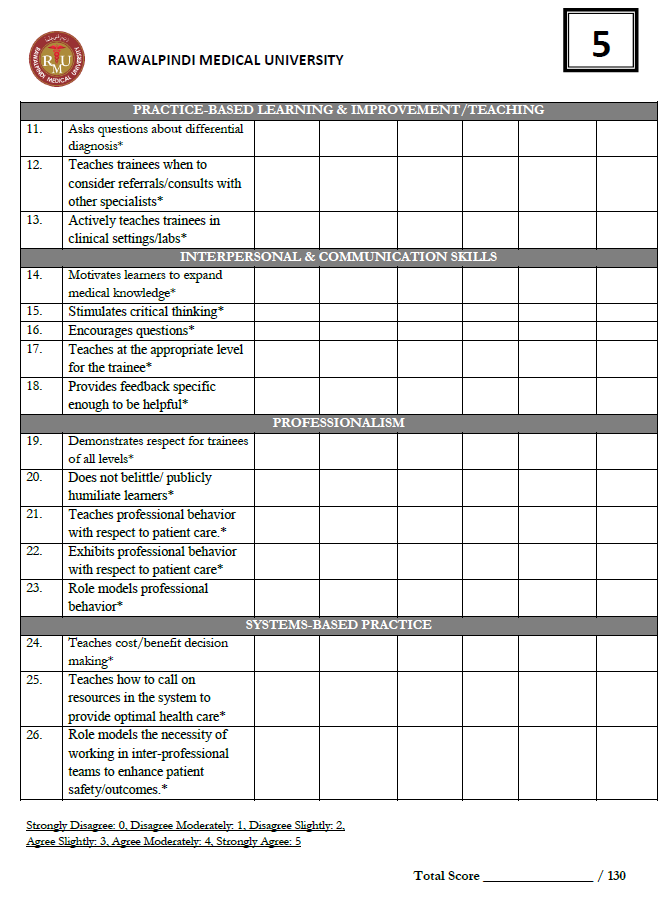 RAWALPINDI MEDICAL UNIVERSITY
RMU
RAWALPINDI MEDICAL UNIVERSITY
5
PRACTICE-BASED LEARNING & IMPROVEMENT/TEACHING
11. Asks questions about differential
diagnosis*
12. Teaches trainees when to
consider referrals/consults with
other specialists*
13. Actively teaches trainees in
clinical settings/labs*
INTERPERSONAL & COMMUNICATION SKILLS
14. Motivates learners to expand
medical knowledge*
15. Stimulates critical thinking*
16. Encourages questions*
17. Teaches at the appropriate level
for the trainee*
18. Provides feedback specific
enough to be helpful*
PROFESSIONALISM
19. Demonstrates respect for trainees
of all levels*
20. Does not belittle/ publicly
humiliate learners*
21. Teaches professional behavior
with respect to patient care.*
22. Exhibits professional behavior
with respect to patient care*
23. Role models professional
behavior*
SYSTEMS-BASED PRACTICE
24. Teaches cost/benefit decision
making*
25. Teaches how to call on
resources in the system to
provide optimal health care*
26. Role models the necessity of
working in inter-professional
teams to enhance patient
safety/outcomes.*
Strongly Disagree: 0, Disagree Moderately: 1, Disagree Slightly: 2,
Agree Slightly: 3, Agree Moderately: 4, Strongly Agree: 5
Total Score ________________ / 130